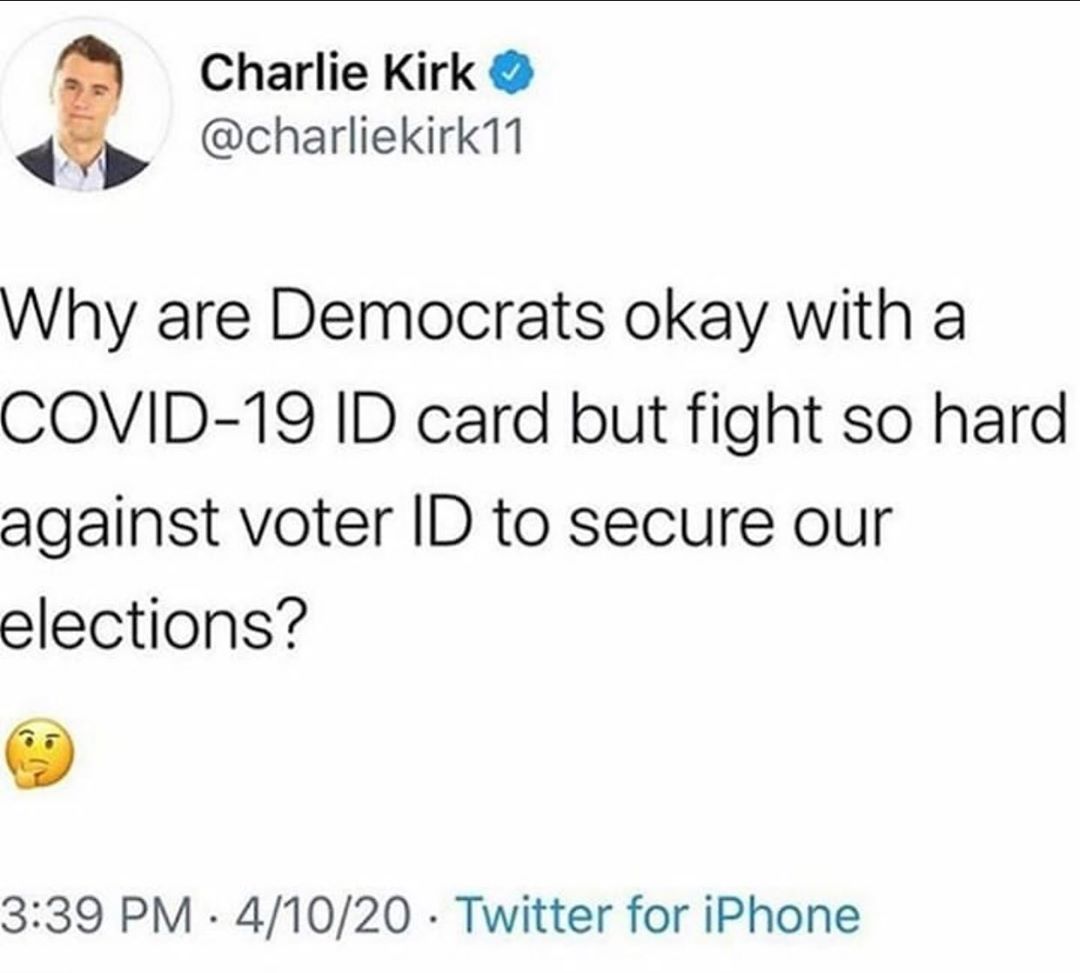 Charlie Kirk
@charliekirk11
Why are Democrats okay with a
COVID-19 ID card but fight so hard
against voter ID to secure our
elections?
🤔
3:39 PM · 4/10/20 · Twitter for iPhone